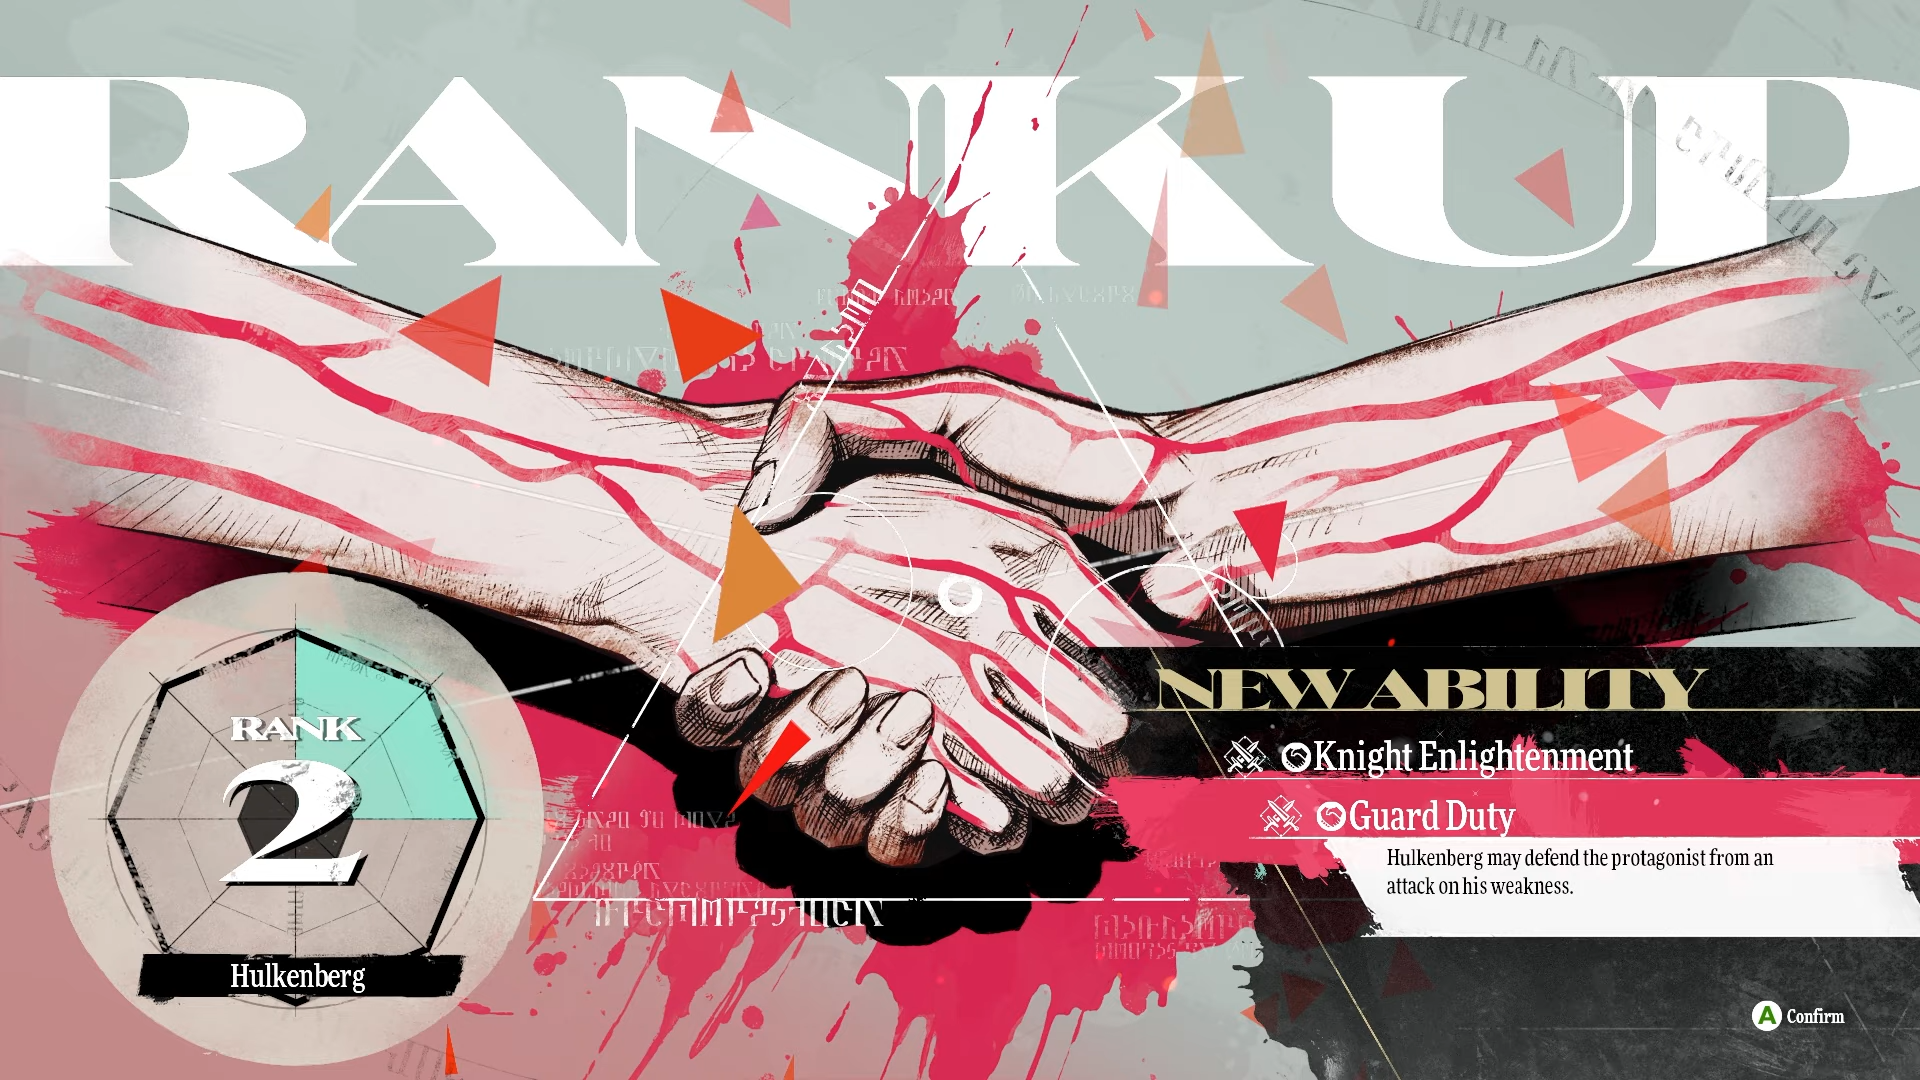 RANK UP
RANK
2
Hulkenberg
NEW ABILITY
Knight Enlightenment
Guard Duty
Hulkenberg may defend the protagonist from an
attack on his weakness.
A Confirm